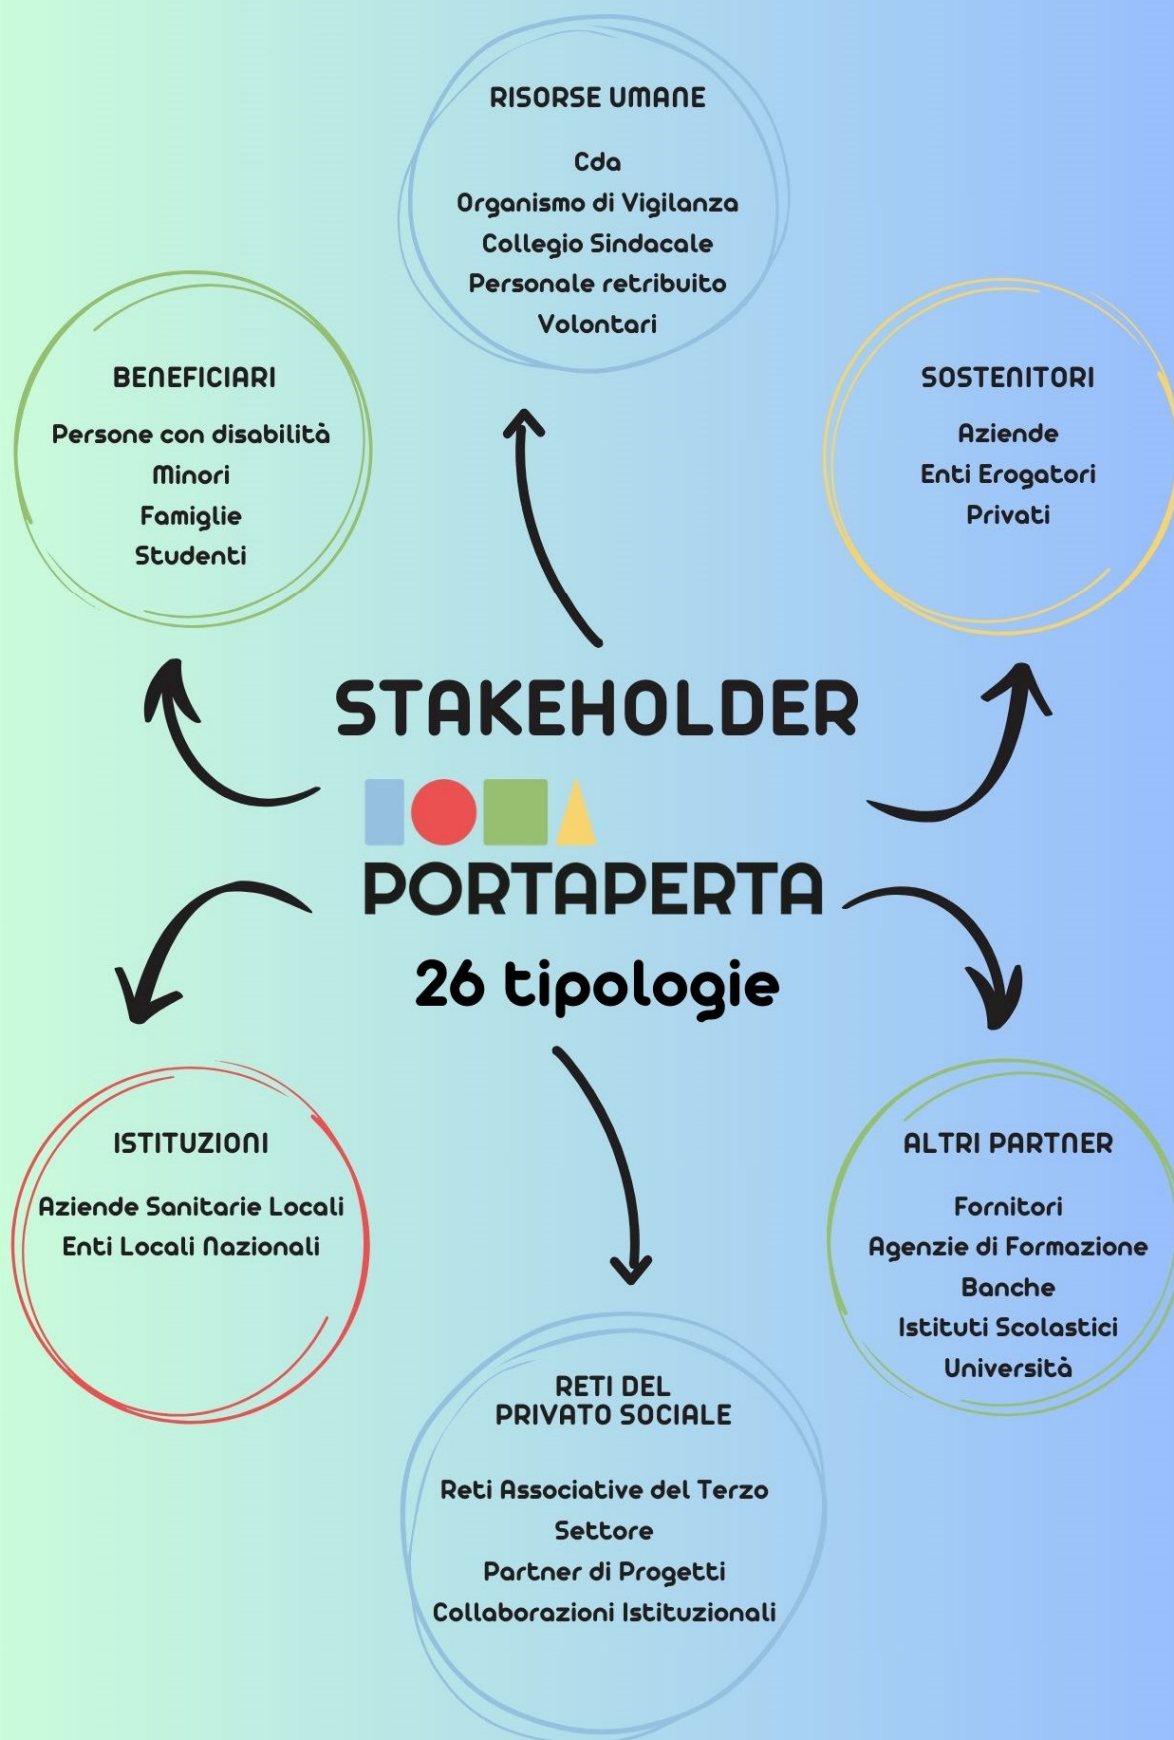 RISORSE UMANE
Cda
Organismo di Vigilanza
Collegio Sindacale
Personale retribuito
Volontari
BENEFICIARI
Persone con disabilità
Minori
Famiglie
Studenti
SOSTENITORI
Aziende
Enti Erogatori
Privati
STAKEHOLDER
PORTAPERTA
26 tipologie
ISTITUZIONI
Aziende Sanitarie Locali
Enti Locali Nazionali
ALTRI PARTNER
Fornitori
Agenzie di Formazione
Banche
Istituti Scolastici
Università
RETI DEL
PRIVATO SOCIALE
Reti Associative del Terzo
Settore
Partner di Progetti
Collaborazioni Istituzionali